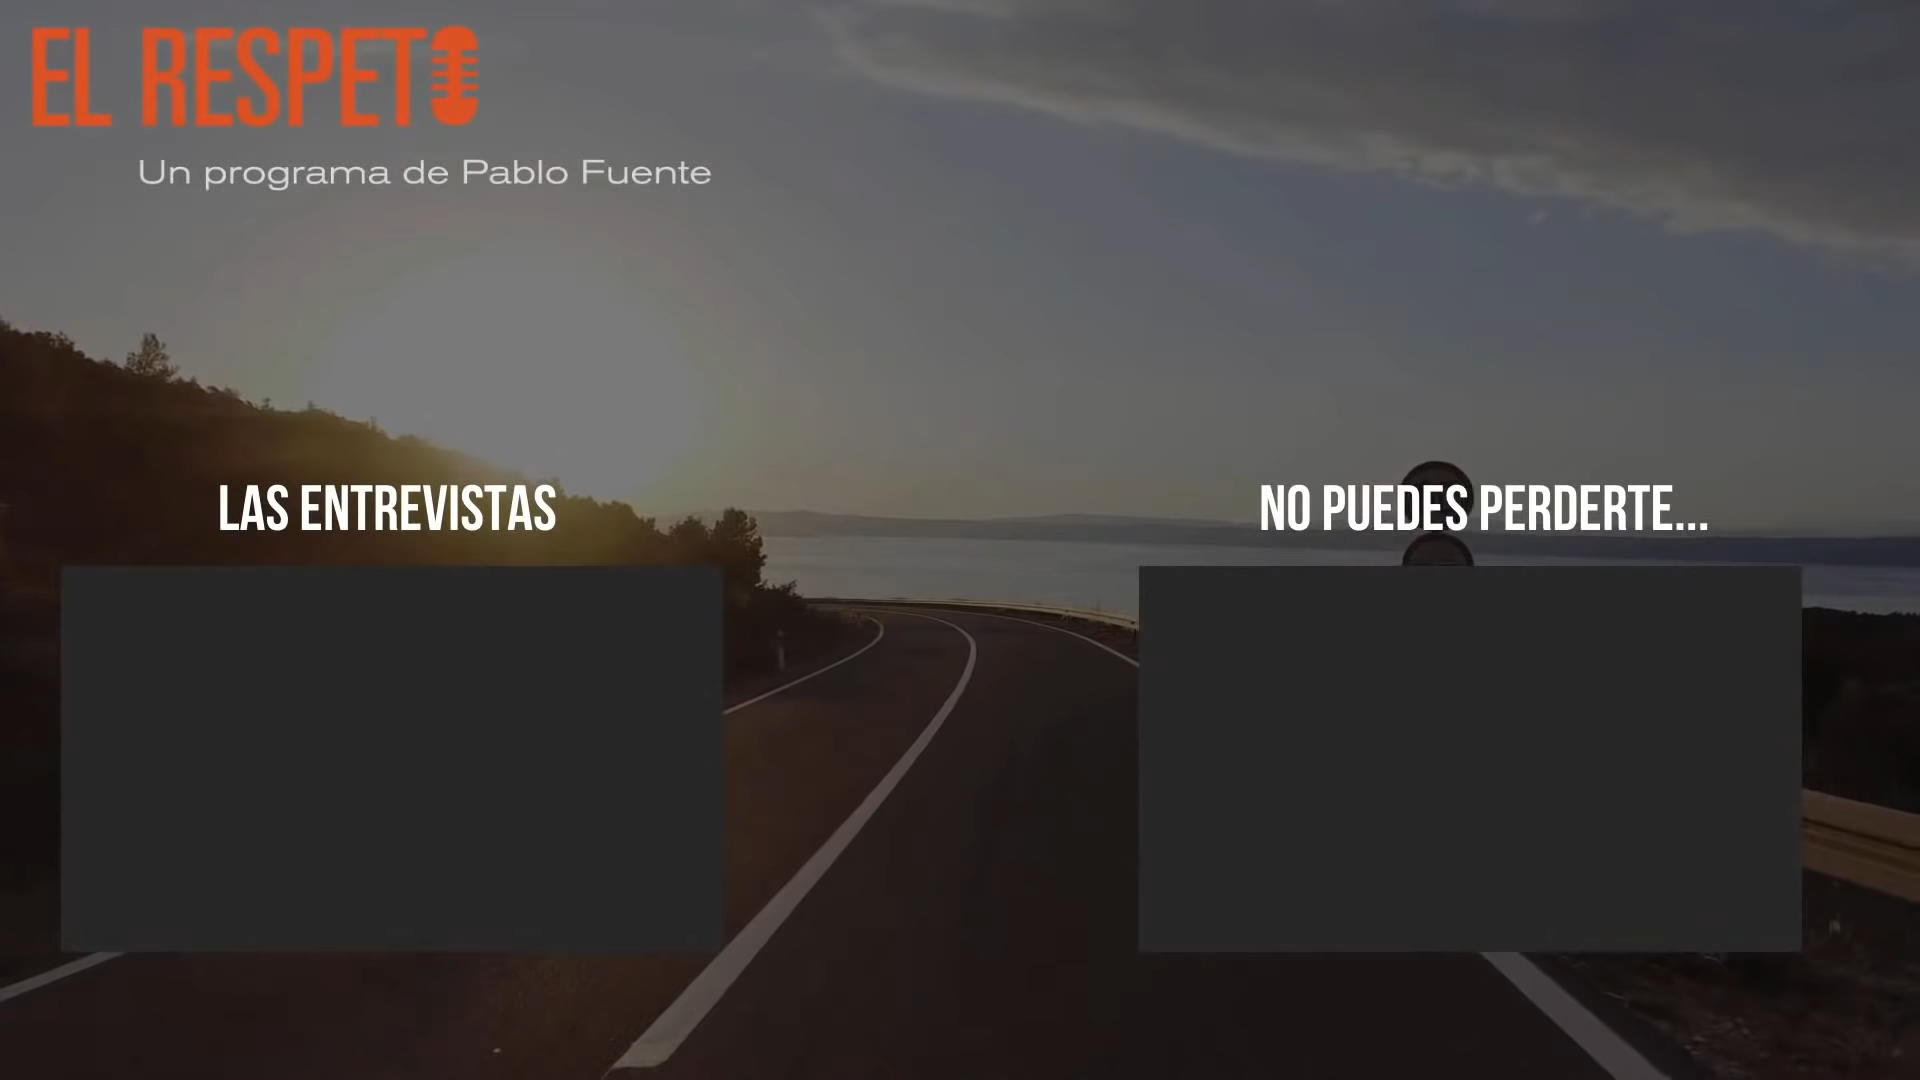 EL RESPETO
Un programa de Pablo Fuente
LAS ENTREVISTAS
NO PUEDES PERDERTE...